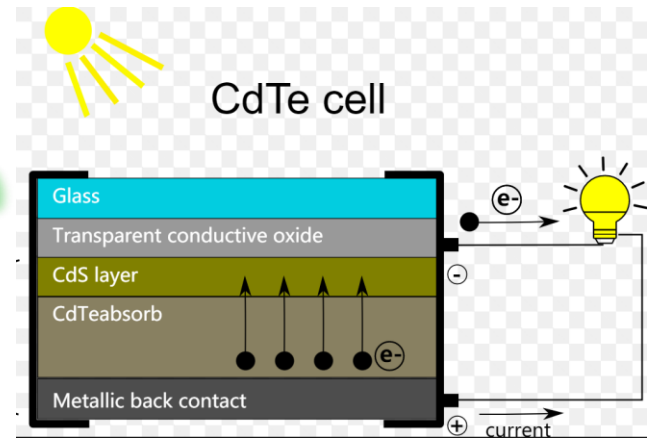 CdTe cell
Glass
Transparent conductive oxide
CdS layer
CdTeabsorb
Metallic back contact
e-
e-
-
+
current